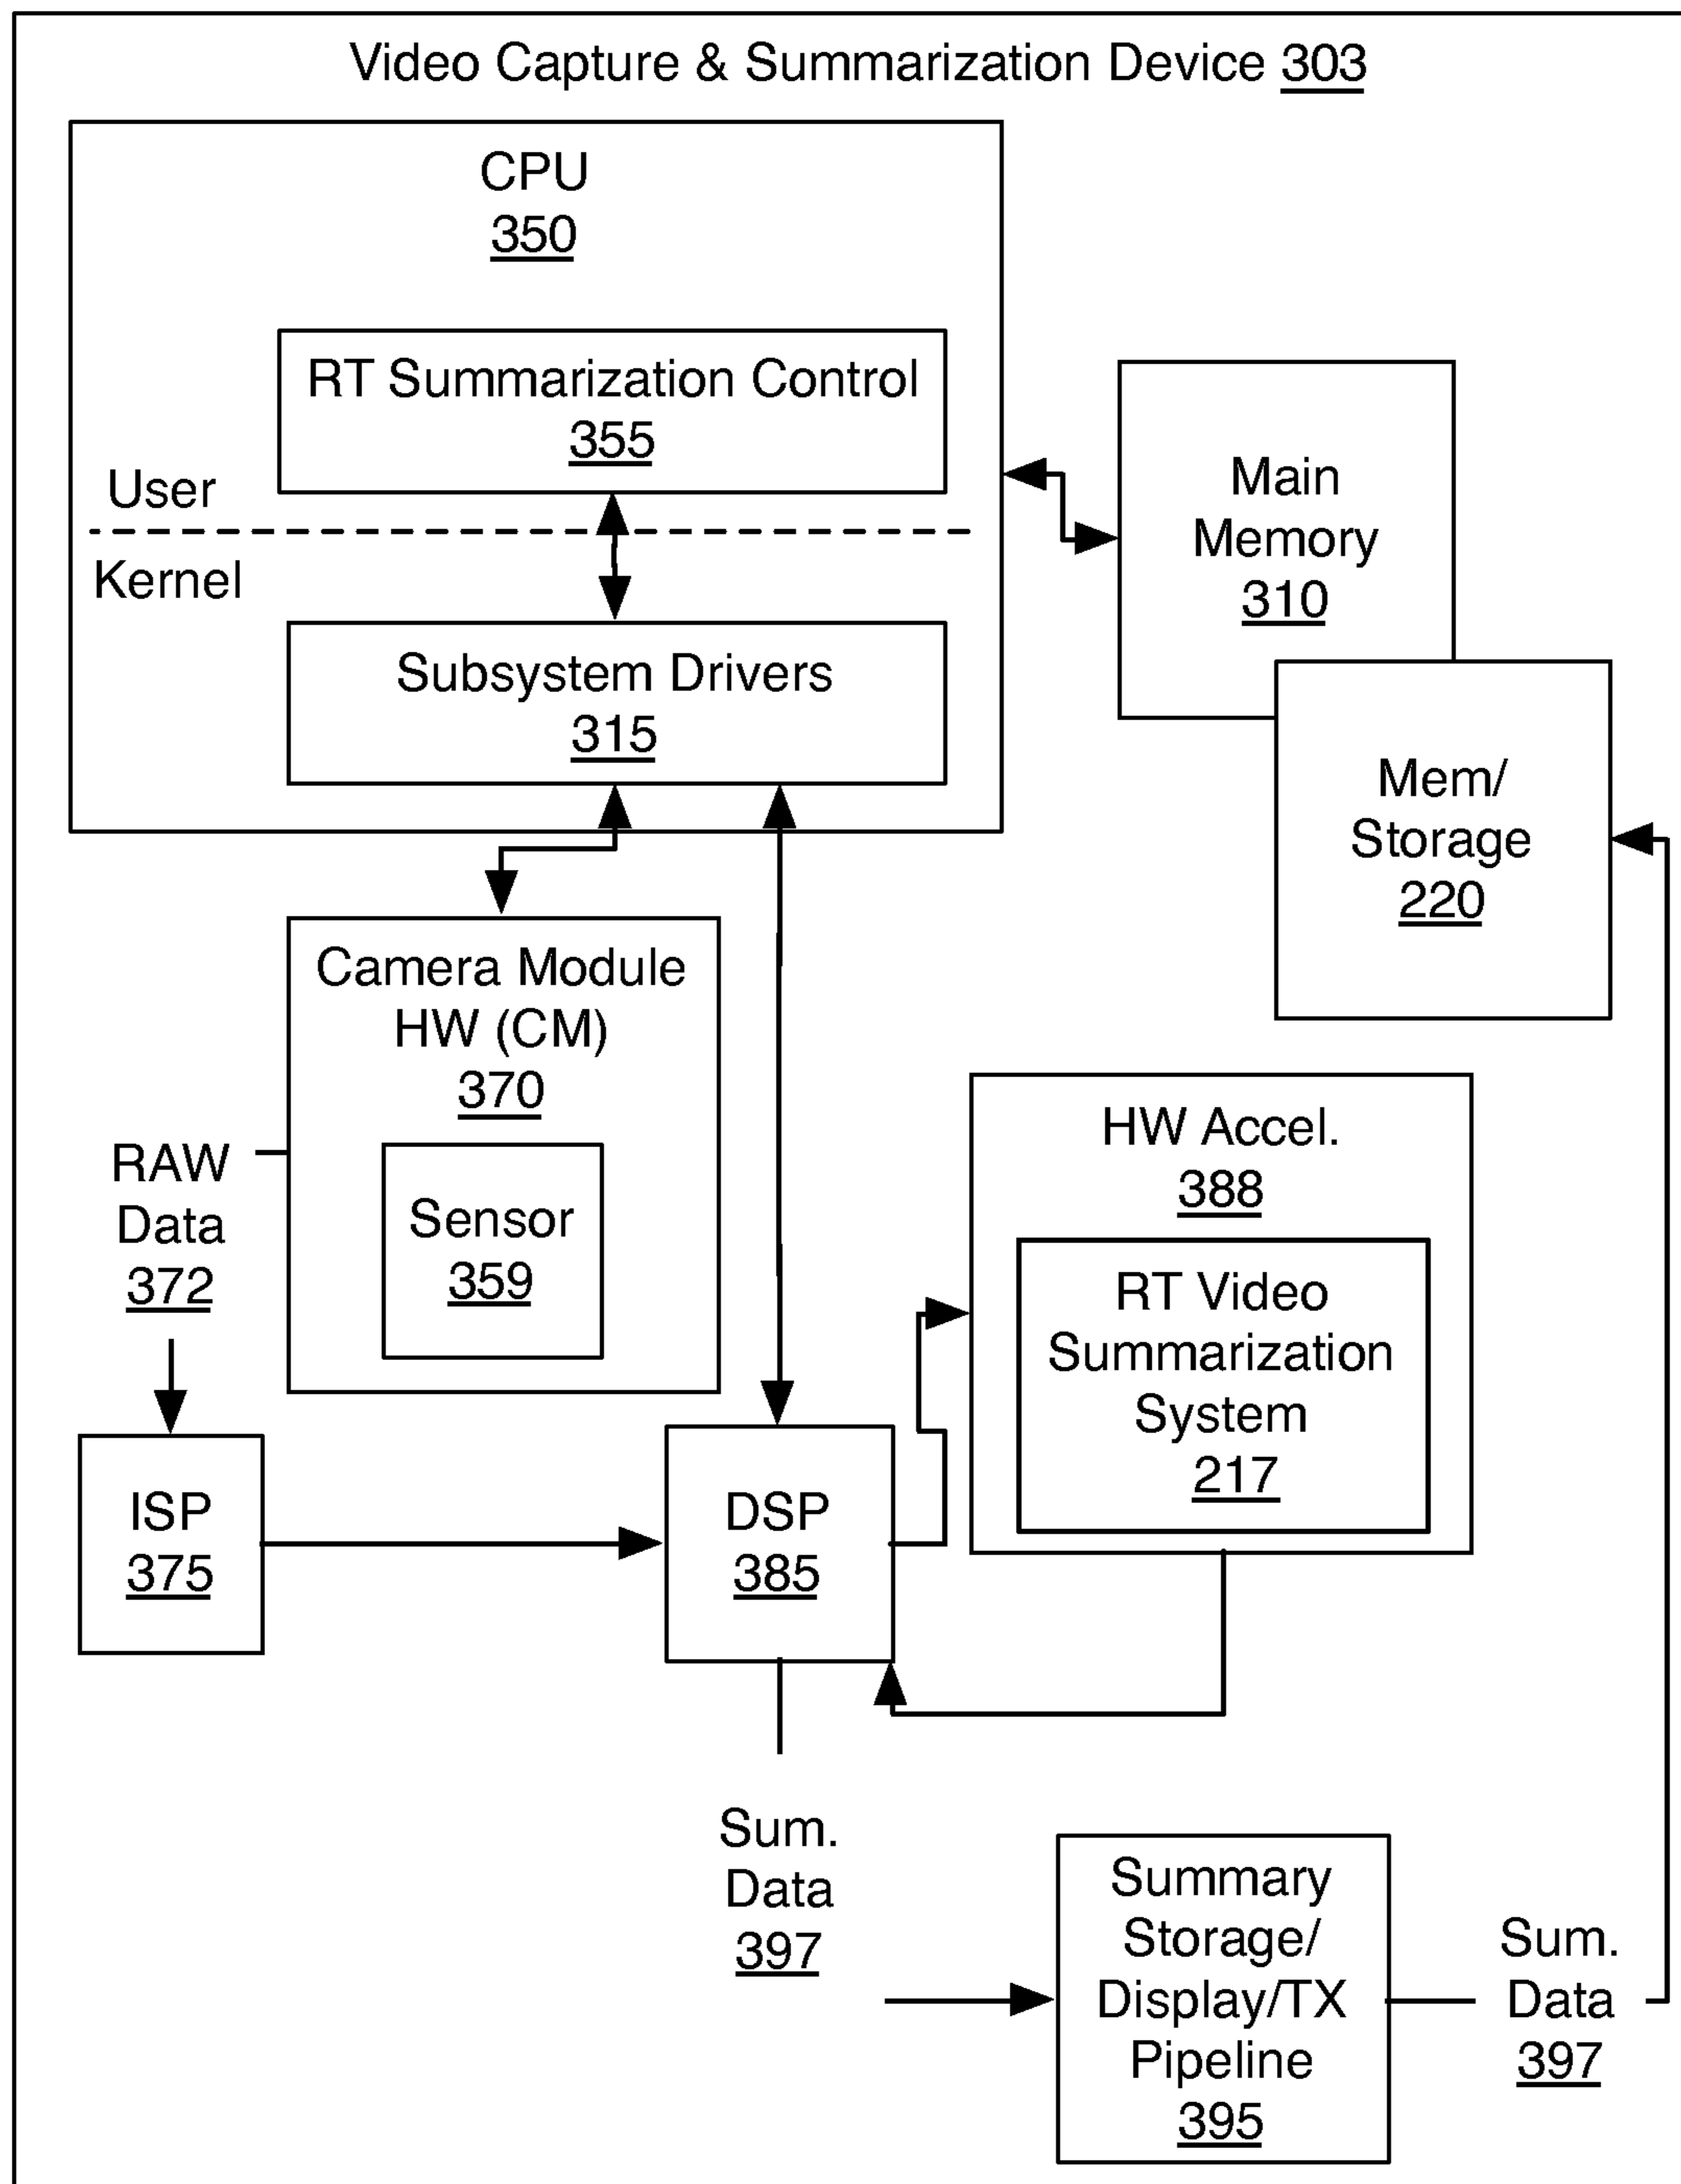 Video Capture & Summarization Device 303
CPU
350
RT Summarization Control
355
User
Kernel
Subsystem Drivers
315
Main
Memory
310
Mem/
Storage
220
Camera Module
HW (CM)
370
Sensor
359
RAW
Data
372
HW Accel.
388
RT Video
Summarization
System
217
ISP
375
DSP
385
Sum.
Data
397
Summary
Storage/
Display/TX
Pipeline
395
Sum.
Data
397